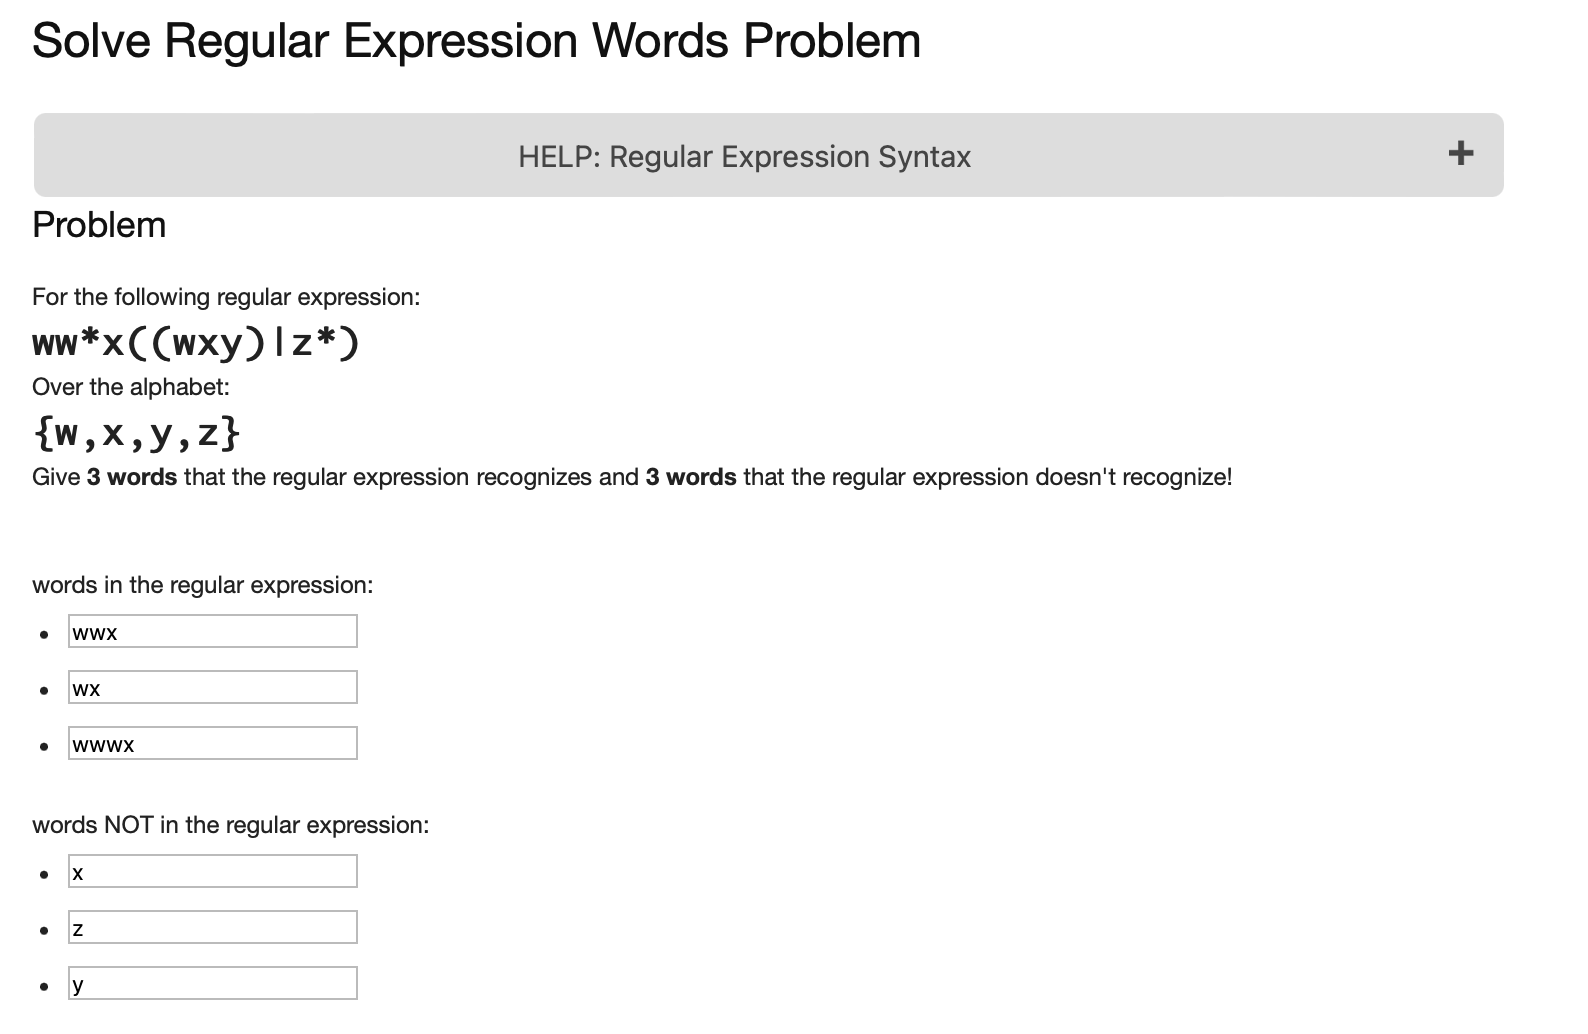 Solve Regular Expression Words Problem
HELP: Regular Expression Syntax +
Problem
For the following regular expression:
ww*x((wxy)|z*)
Over the alphabet:
{w,x,y,z}
Give 3 words that the regular expression recognizes and 3 words that the regular expression doesn't recognize!
words in the regular expression:
wwx
wx
wwwx
words NOT in the regular expression:
x
z
y